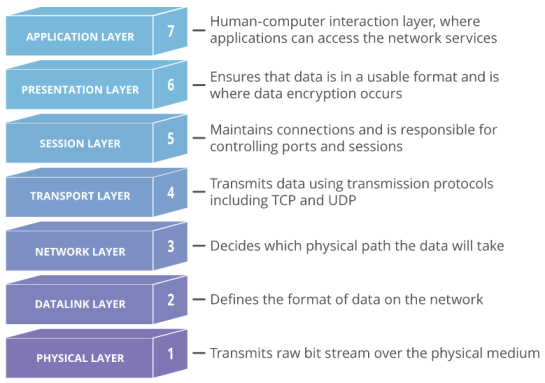 APPLICATION LAYER 7
Human-computer interaction layer, where
applications can access the network services
PRESENTATION LAYER 6
Ensures that data is in a usable format and is
where data encryption occurs
SESSION LAYER 5
Maintains connections and is responsible for
controlling ports and sessions
TRANSPORT LAYER 4
Transmits data using transmission protocols
including TCP and UDP
NETWORK LAYER 3
Decides which physical path the data will take
DATALINK LAYER 2
Defines the format of data on the network
PHYSICAL LAYER 1
Transmits raw bit stream over the physical medium